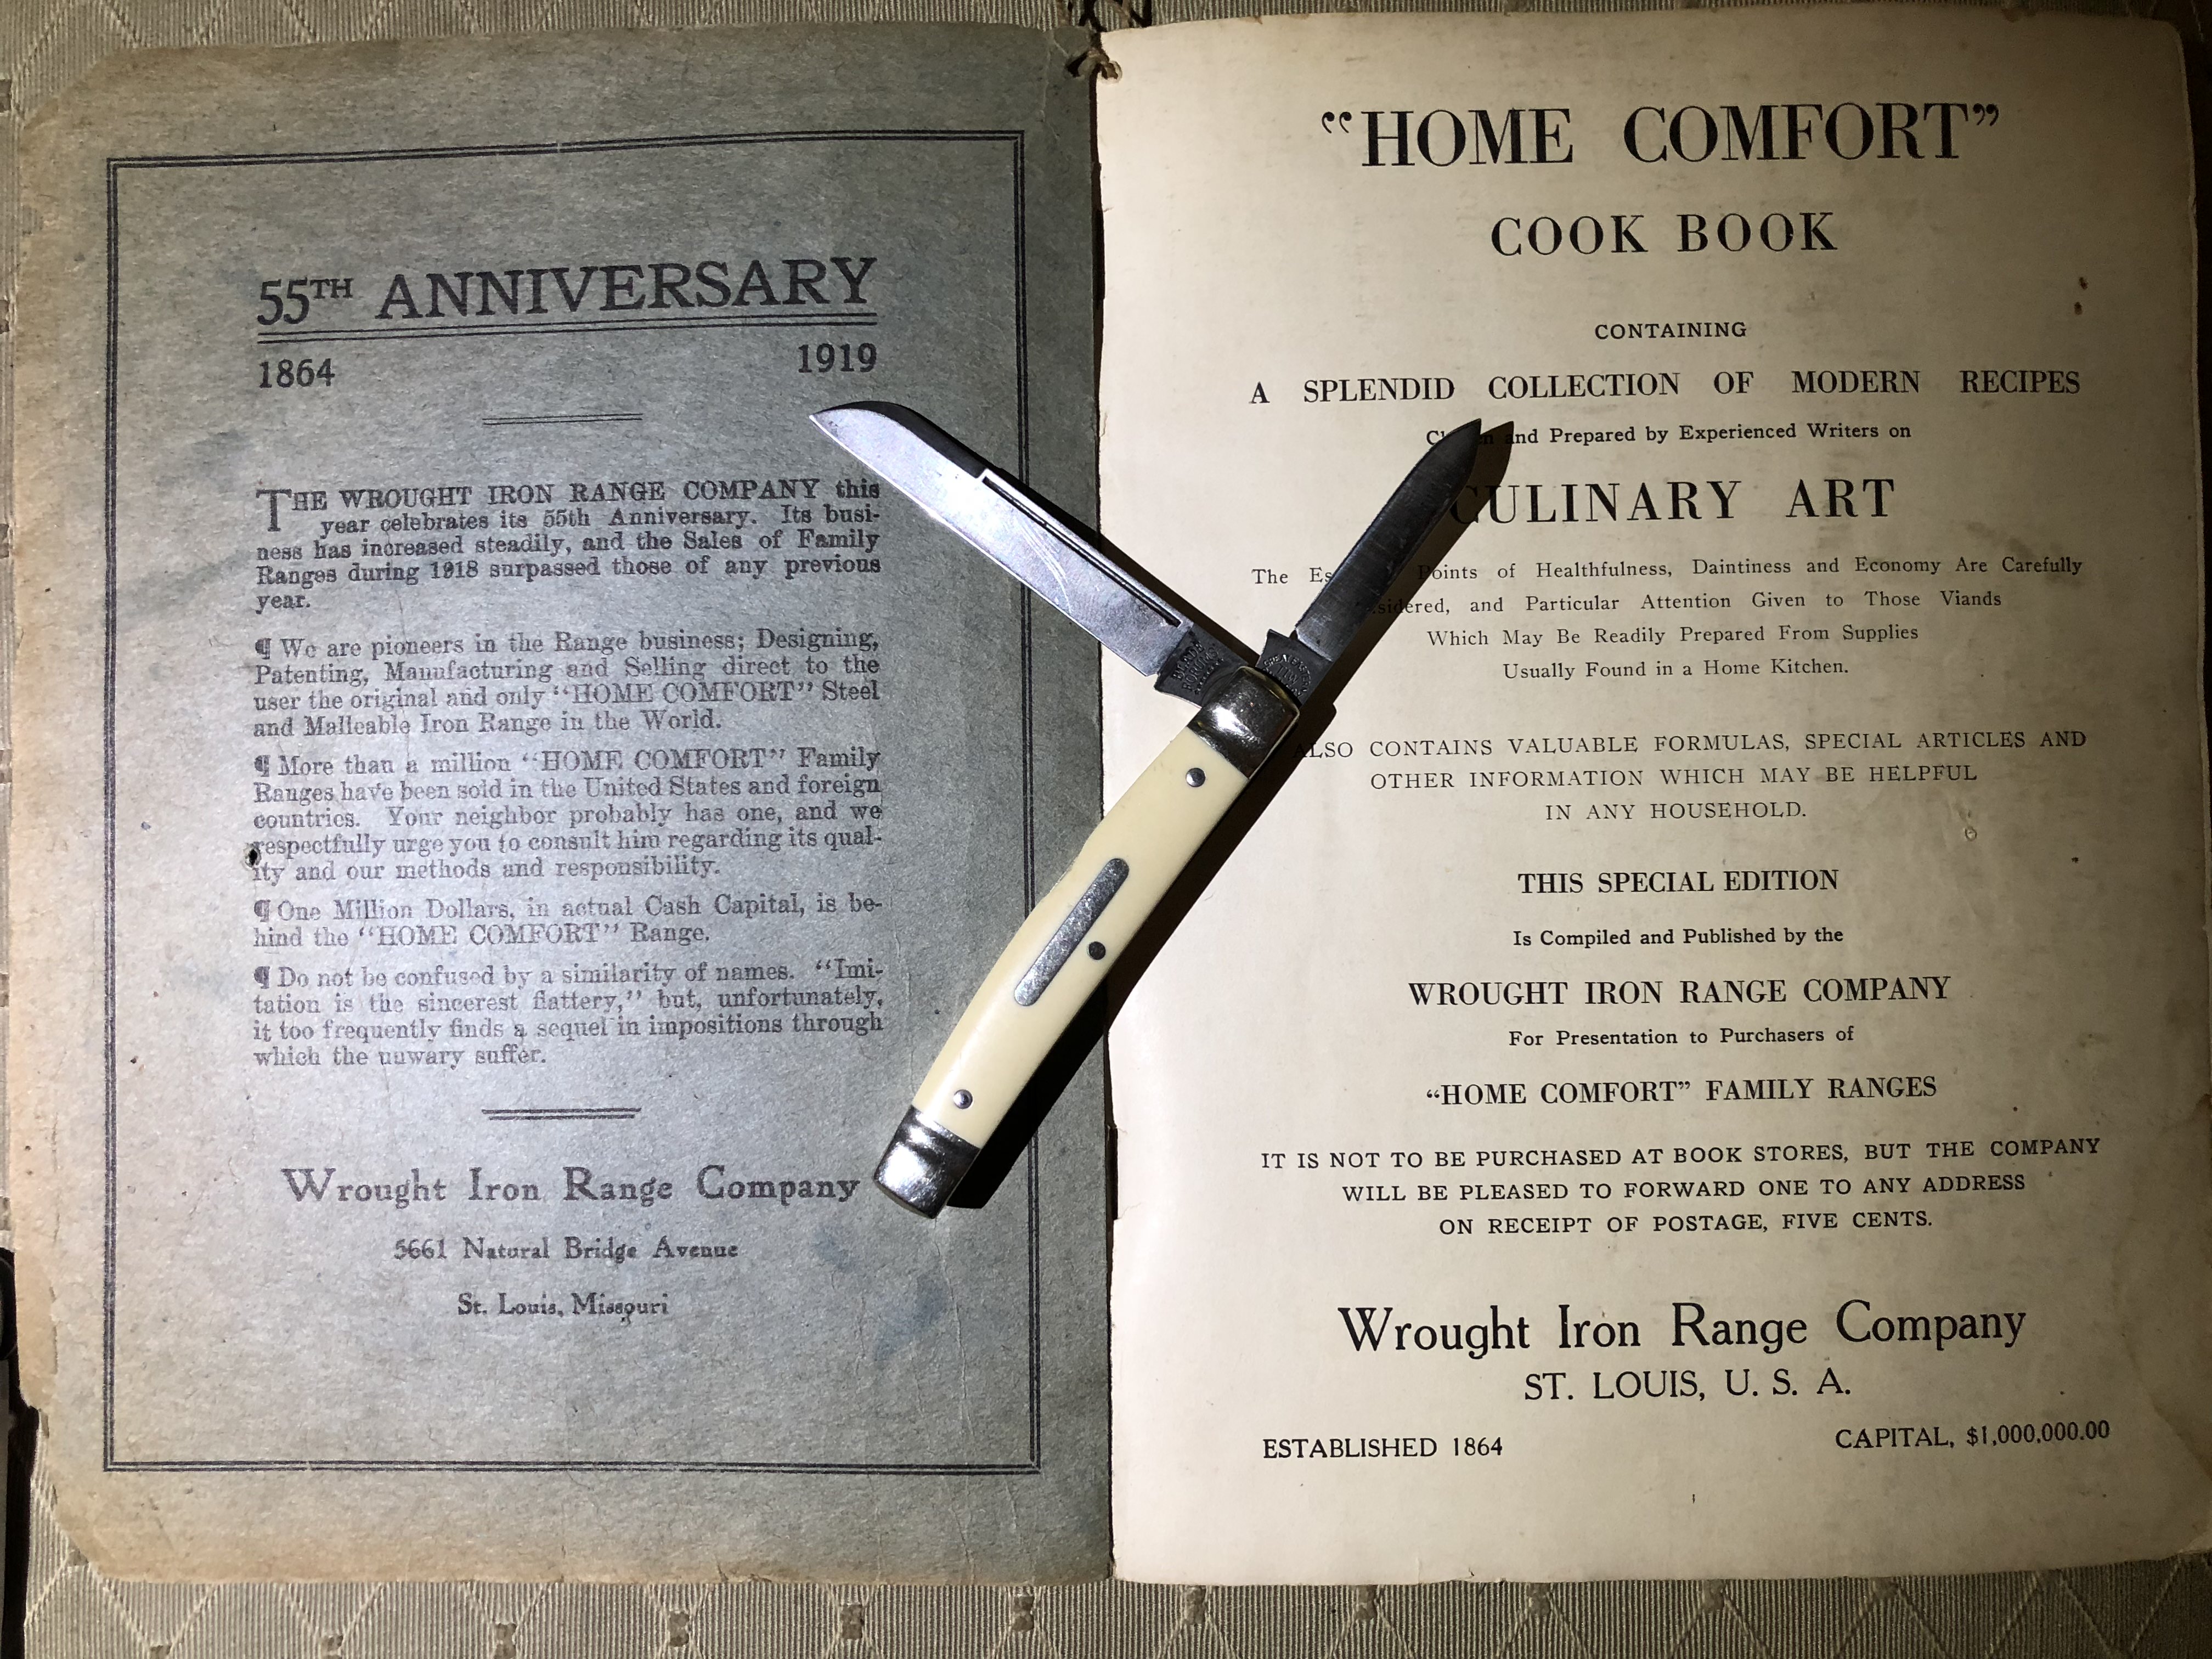 55TH ANNIVERSARY
1864 1919
THE WROUGHT IRON RANGE COMPANY this
year celebrates its 55th Anniversary. Its busi-
ness has increased steadily, and the Sales of Family
Ranges during 1918 surpassed those of any previous
year.
¶ We are pioneers in the Range business; Designing,
Patenting, Manufacturing and Selling direct to the
user the original and only "HOME COMFORT" Steel
and Malleable Iron Range in the World.
¶ More than a million "HOME COMFORT" Family
Ranges have been sold in the United States and foreign
countries. Your neighbor probably has one, and we
respectfully urge you to consult him regarding its qual-
ity and our methods and responsibility.
¶ One Million Dollars, in actual Cash Capital, is be-
hind the "HOME COMFORT" Range.
¶ Do not be confused by a similarity of names. "Imi-
tation is the sincerest flattery," but, unfortunately,
it too frequently finds a sequel in impositions through
which the unwary suffer.
Wrought Iron Range Company
5661 Natural Bridge Avenue
St. Louis, Missouri
"HOME COMFORT"
COOK BOOK
CONTAINING
A SPLENDID COLLECTION OF MODERN RECIPES
and Prepared by Experienced Writers on
CULINARY ART
The Points of Healthfulness, Daintiness and Economy Are Carefully
and Particular Attention Given to Those Viands
Which May Be Readily Prepared From Supplies
Usually Found in a Home Kitchen.
ALSO CONTAINS VALUABLE FORMULAS, SPECIAL ARTICLES AND
OTHER INFORMATION WHICH MAY BE HELPFUL
IN ANY HOUSEHOLD.
THIS SPECIAL EDITION
Is Compiled and Published by the
WROUGHT IRON RANGE COMPANY
For Presentation to Purchasers of
"HOME COMFORT" FAMILY RANGES
IT IS NOT TO BE PURCHASED AT BOOK STORES, BUT THE COMPANY
WILL BE PLEASED TO FORWARD ONE TO ANY ADDRESS
ON RECEIPT OF POSTAGE, FIVE CENTS.
Wrought Iron Range Company
ST. LOUIS, U. S. A.
ESTABLISHED 1864 CAPITAL, $1,000,000.00